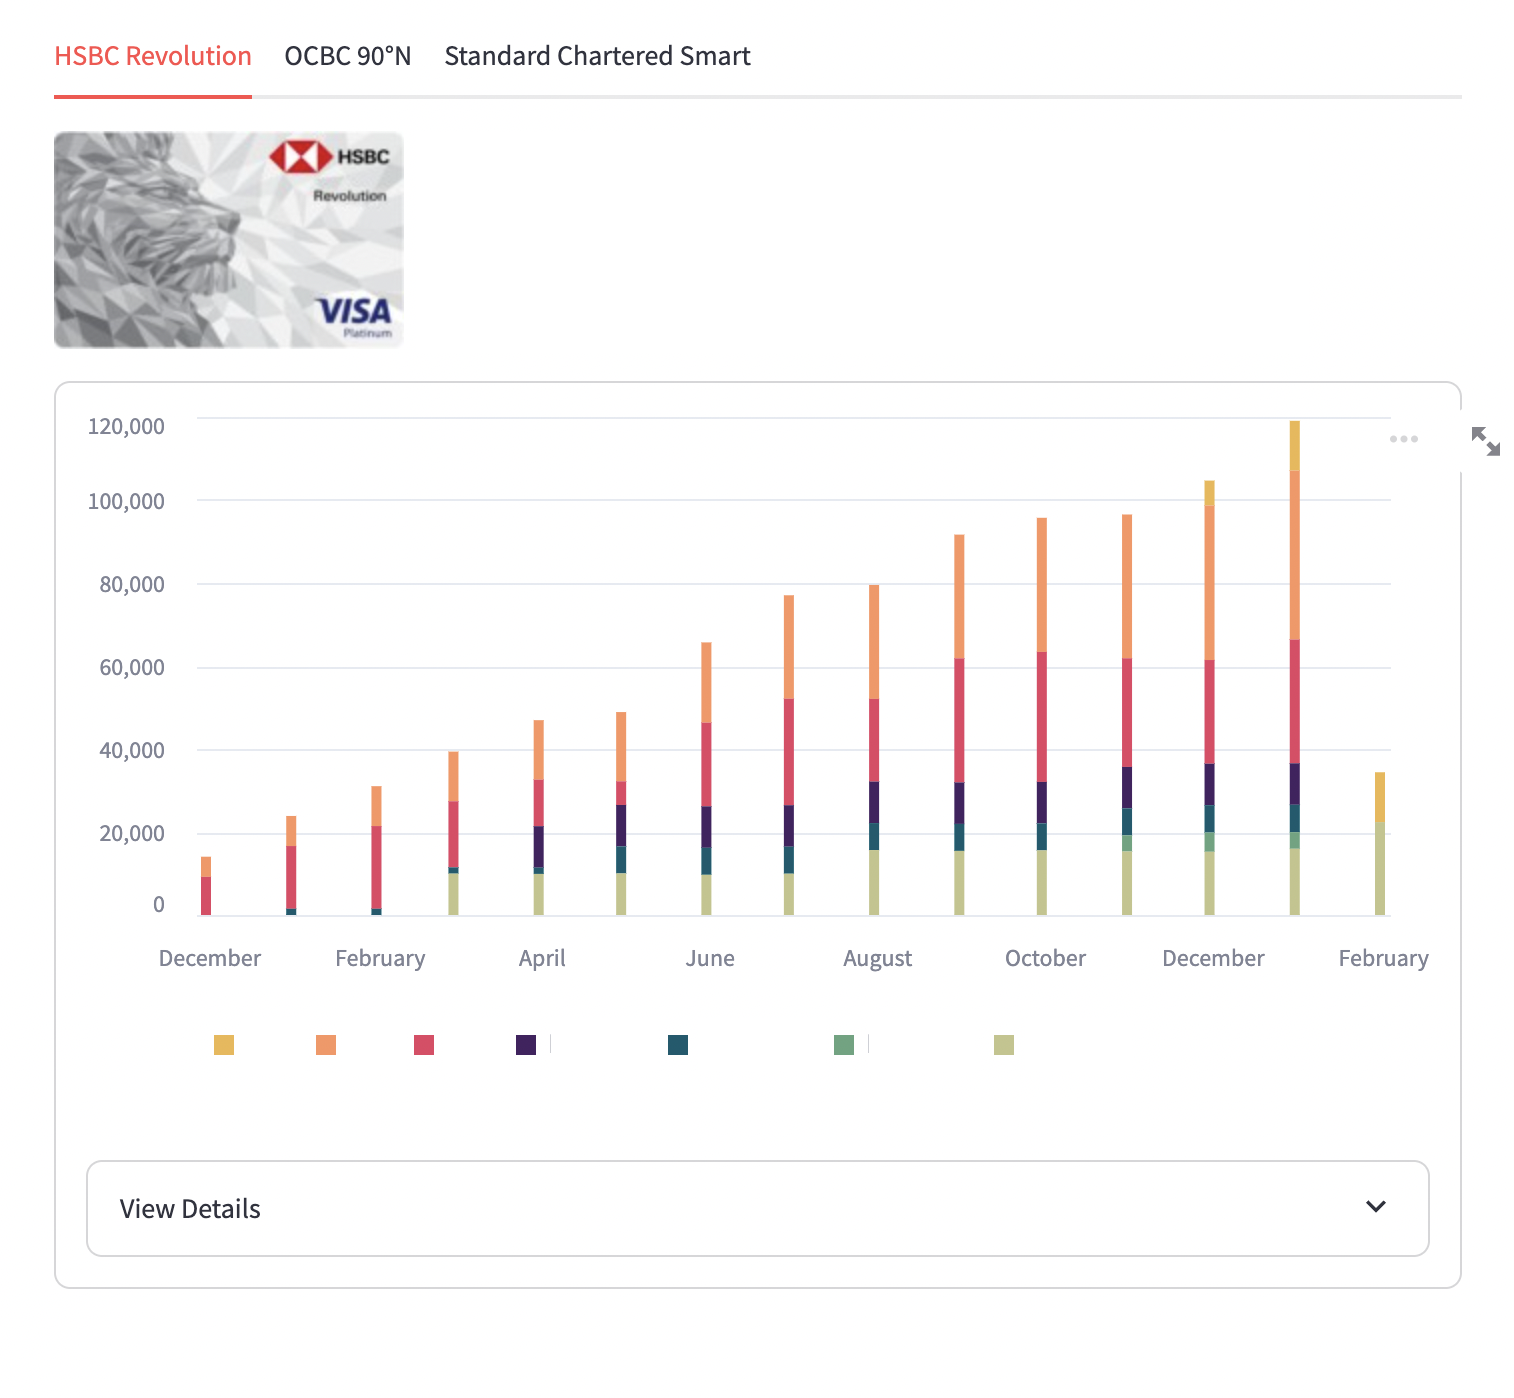 HSBC Revolution OCBC 90°N Standard Chartered Smart
HSBC
Revolution
VISA
Platinum
120,000
100,000
80,000
60,000
40,000
20,000
0
December February April June August October December February
View Details